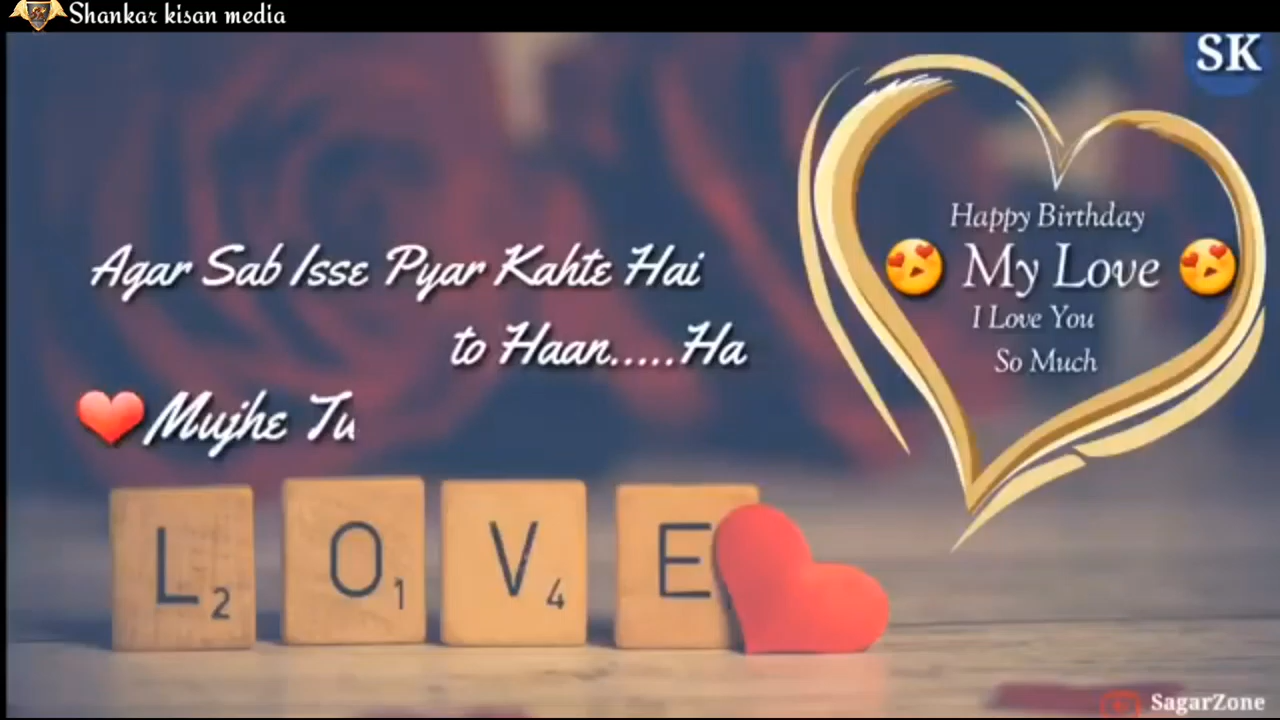 Shankar kisan media
SK
Agar Sab Isse Pyar Kahte Hai
to Haan.....Ha
Mujhe Tu
Happy Birthday
My Love
I Love You
So Much
L2 O1 V4 E
SagarZone